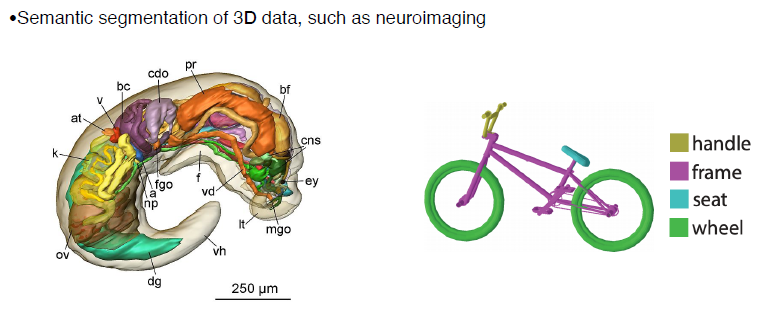 •Semantic segmentation of 3D data, such as neuroimaging
pr
cdo
bc
bf
v
at
cns
k
ey
fgo
f
a
vd
np
lt
mgo
ov
vh
dg
250 µm
handle
frame
seat
wheel